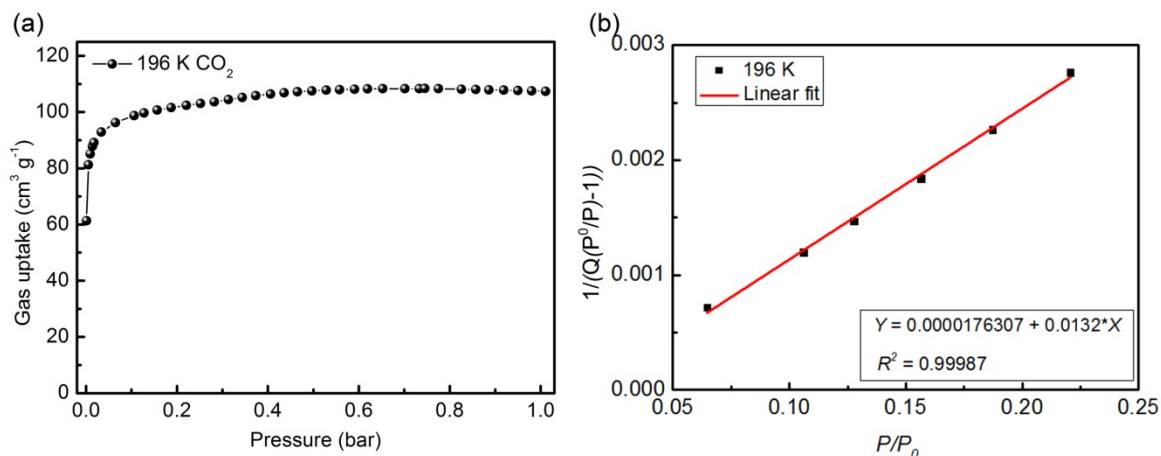 (a)
120
100
80
60
40
20
0
Gas uptake (cm³ g⁻¹)
196 K CO₂
0.0 0.2 0.4 0.6 0.8 1.0
Pressure (bar)
(b)
0.003
0.002
0.001
0.000
1/(Q(P⁰/P)-1))
196 K
Linear fit
Y = 0.0000176307 + 0.0132*X
R² = 0.99987
0.05 0.10 0.15 0.20 0.25
P/P₀